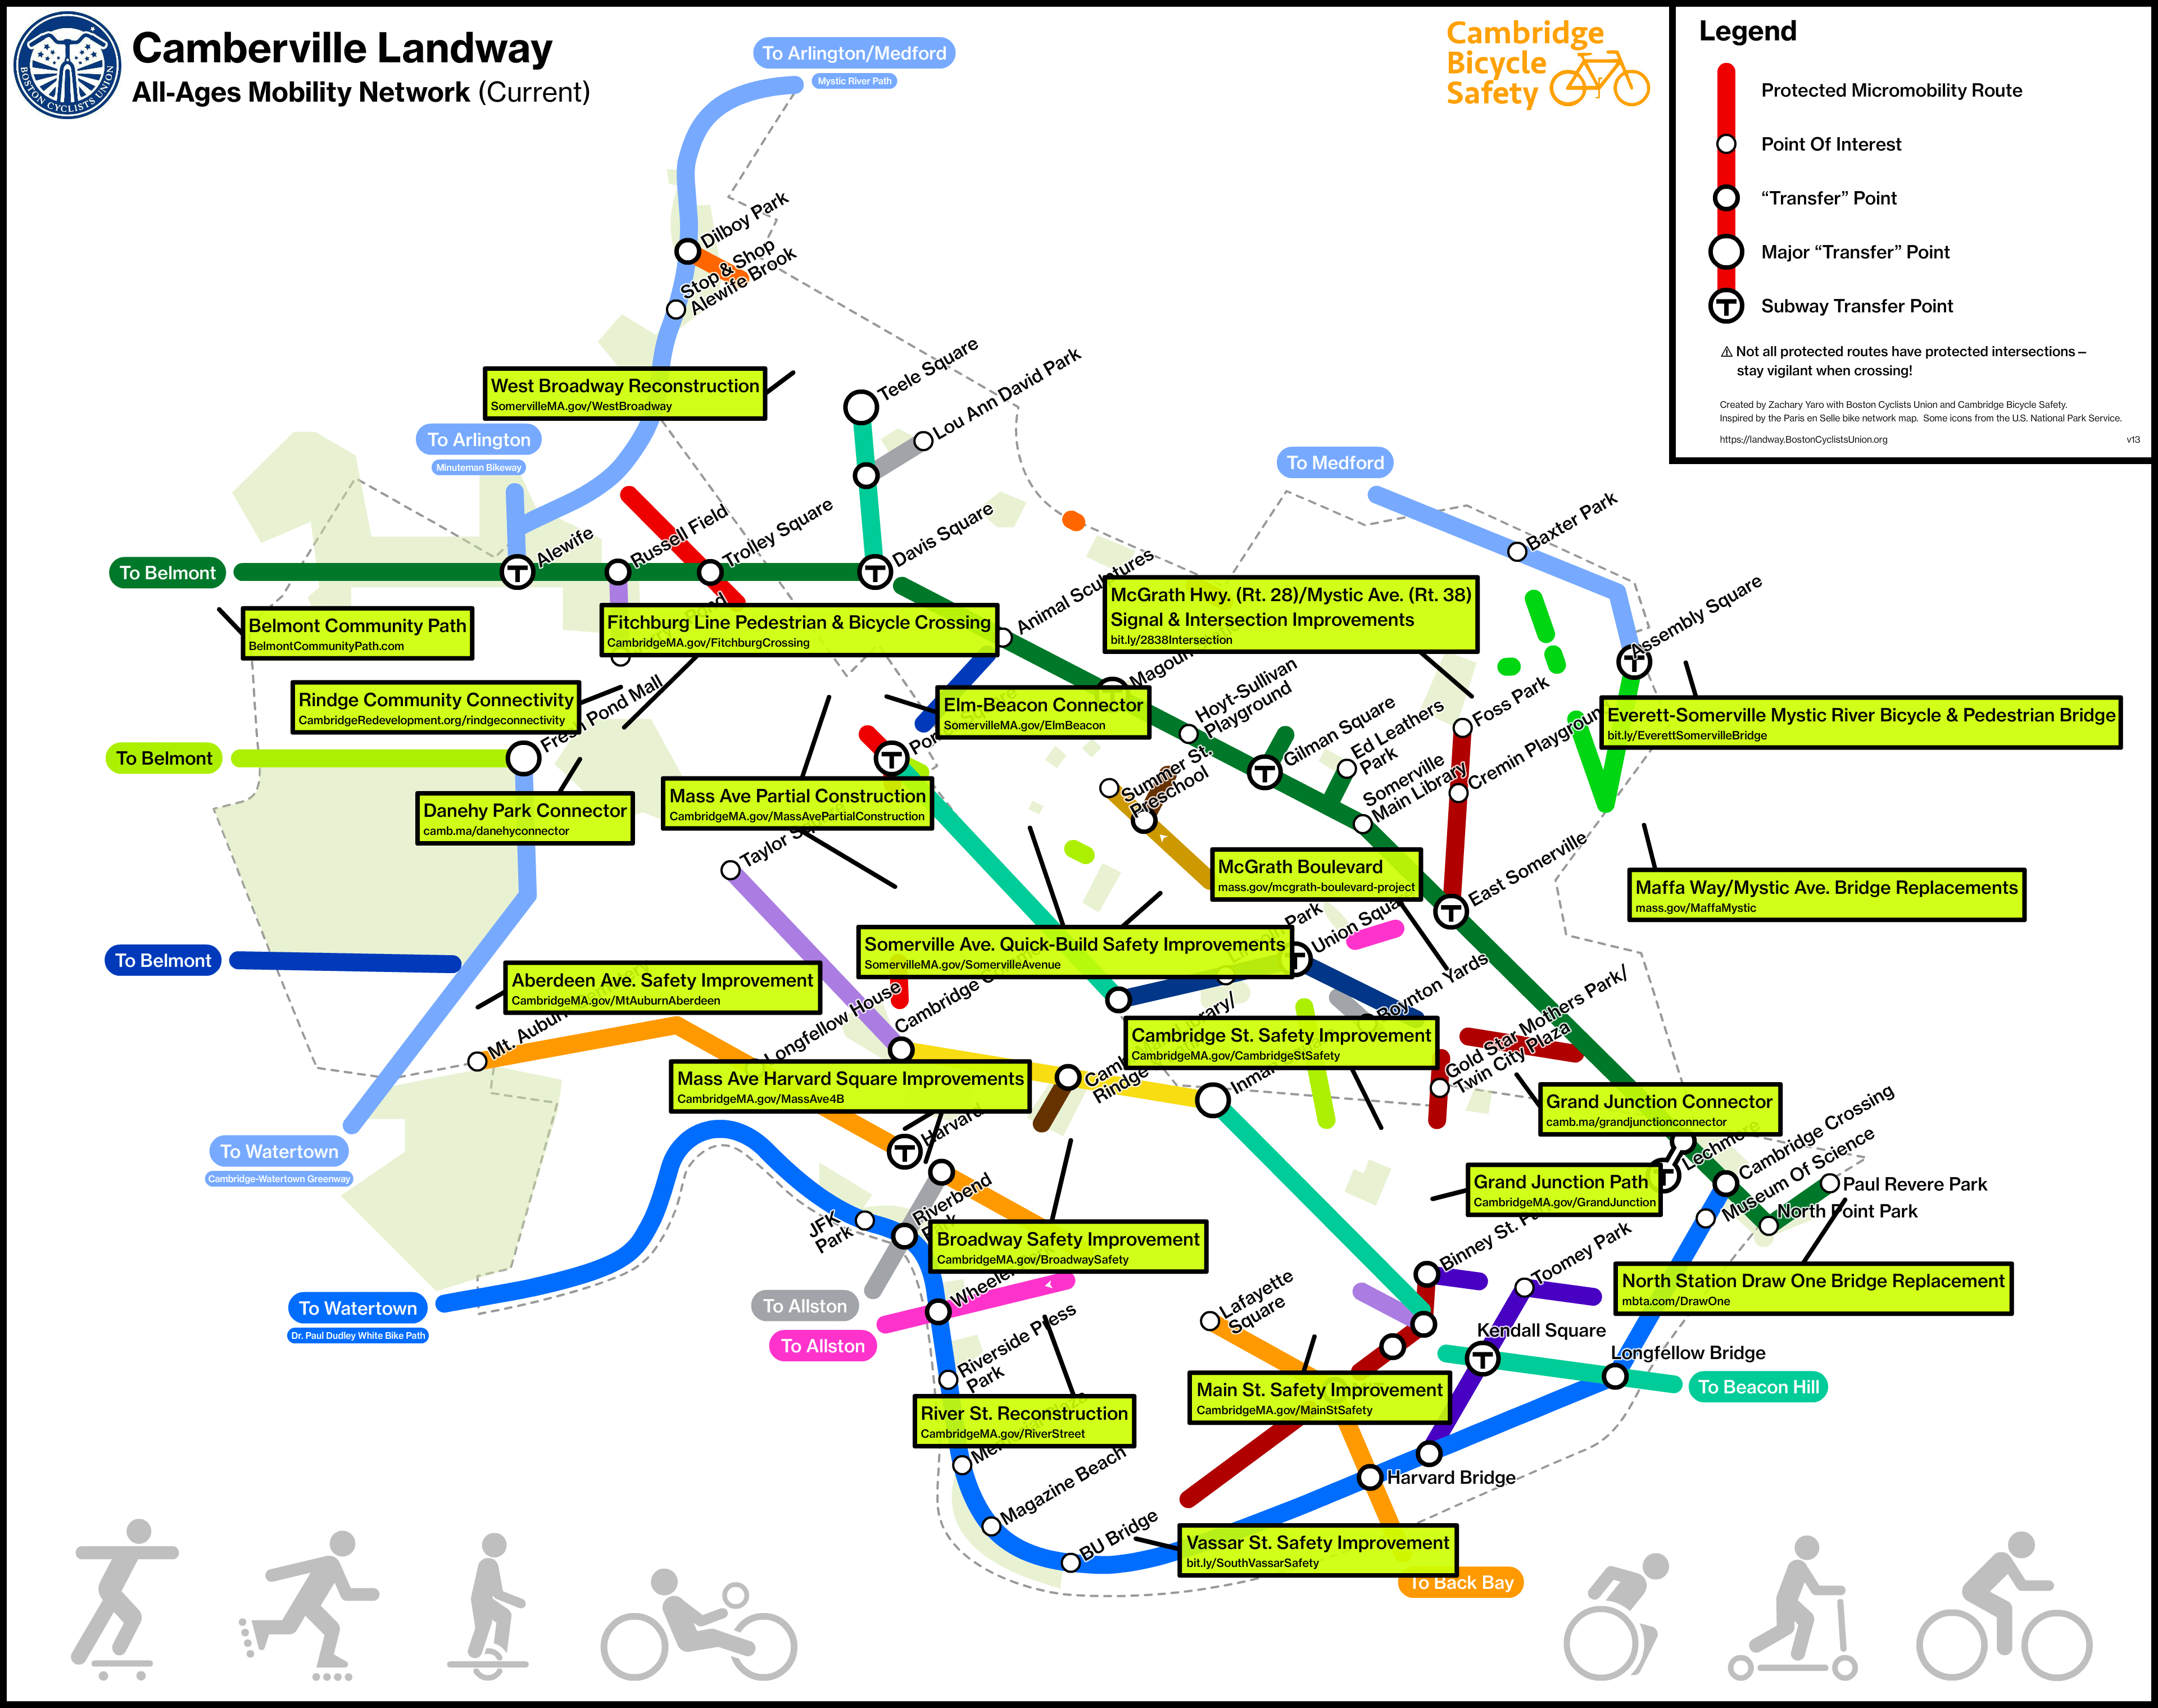 BOSTON CYCLISTS UNION
Camberville Landway
All-Ages Mobility Network (Current)
To Arlington/Medford
Mystic River Path
Cambridge
Bicycle
Safety
Legend
Protected Micromobility Route
Point Of Interest
“Transfer” Point
Major “Transfer” Point
T
Subway Transfer Point
⚠ Not all protected routes have protected intersections –
stay vigilant when crossing!
Created by Zachary Yaro with Boston Cyclists Union and Cambridge Bicycle Safety.
Inspired by the Paris en Selle bike network map. Some icons from the U.S. National Park Service.
https://landway.BostonCyclistsUnion.org
v13
Dilboy Park
Stop & Shop
Alewife Brook
West Broadway Reconstruction
SomervilleMA.gov/WestBroadway
Teele Square
Lou Ann David Park
To Arlington
Minuteman Bikeway
To Medford
Baxter Park
Alewife
Russell Field
Trolley Square
Davis Square
To Belmont
Animal Sculptures
Assembly Square
Belmont Community Path
BelmontCommunityPath.com
Fitchburg Line Pedestrian & Bicycle Crossing
CambridgeMA.gov/FitchburgCrossing
McGrath Hwy. (Rt. 28)/Mystic Ave. (Rt. 38)
Signal & Intersection Improvements
bit.ly/2838Intersection
Magoun
Rindge Community Connectivity
CambridgeRedevelopment.org/rindgeconnectivity
Fresh Pond Mall
Elm-Beacon Connector
SomervilleMA.gov/ElmBeacon
Hoyt-Sullivan
Playground
Gilman Square
Ed Leathers
Park
Foss Park
Everett-Somerville Mystic River Bicycle & Pedestrian Bridge
bit.ly/EverettSomervilleBridge
To Belmont
Danehy Park Connector
camb.ma/danehyconnector
Mass Ave Partial Construction
CambridgeMA.gov/MassAvePartialConstruction
Summer St.
Preschool
Somerville
Main Library
Cremin Playground
Taylor Square
McGrath Boulevard
mass.gov/mcgrath-boulevard-project
East Somerville
Maffa Way/Mystic Ave. Bridge Replacements
mass.gov/MaffaMystic
To Belmont
Somerville Ave. Quick-Build Safety Improvements
SomervilleMA.gov/SomervilleAvenue
Park
Union Square
Aberdeen Ave. Safety Improvement
CambridgeMA.gov/MtAuburnAberdeen
Mt. Auburn
Longfellow House
Cambridge
Boynton Yards
Cambridge St. Safety Improvement
CambridgeMA.gov/CambridgeStSafety
Gold Star Mothers Park/
Twin City Plaza
Mass Ave Harvard Square Improvements
CambridgeMA.gov/MassAve4B
Library/
Rindge
Inman
Grand Junction Connector
camb.ma/grandjunctionconnector
To Watertown
Cambridge-Watertown Greenway
Harvard
Lechmere
Cambridge Crossing
Museum Of Science
Grand Junction Path
CambridgeMA.gov/GrandJunction
Paul Revere Park
North Point Park
JFK
Park
Riverbend
Park
Broadway Safety Improvement
CambridgeMA.gov/BroadwaySafety
Binney St. Park
Toomey Park
North Station Draw One Bridge Replacement
mbta.com/DrawOne
To Watertown
Dr. Paul Dudley White Bike Path
To Allston
To Allston
Wheeler
Riverside Press
Park
Lafayette
Square
Kendall Square
Longfellow Bridge
To Beacon Hill
Main St. Safety Improvement
CambridgeMA.gov/MainStSafety
River St. Reconstruction
CambridgeMA.gov/RiverStreet
Magazine Beach
Harvard Bridge
BU Bridge
Vassar St. Safety Improvement
bit.ly/SouthVassarSafety
To Back Bay